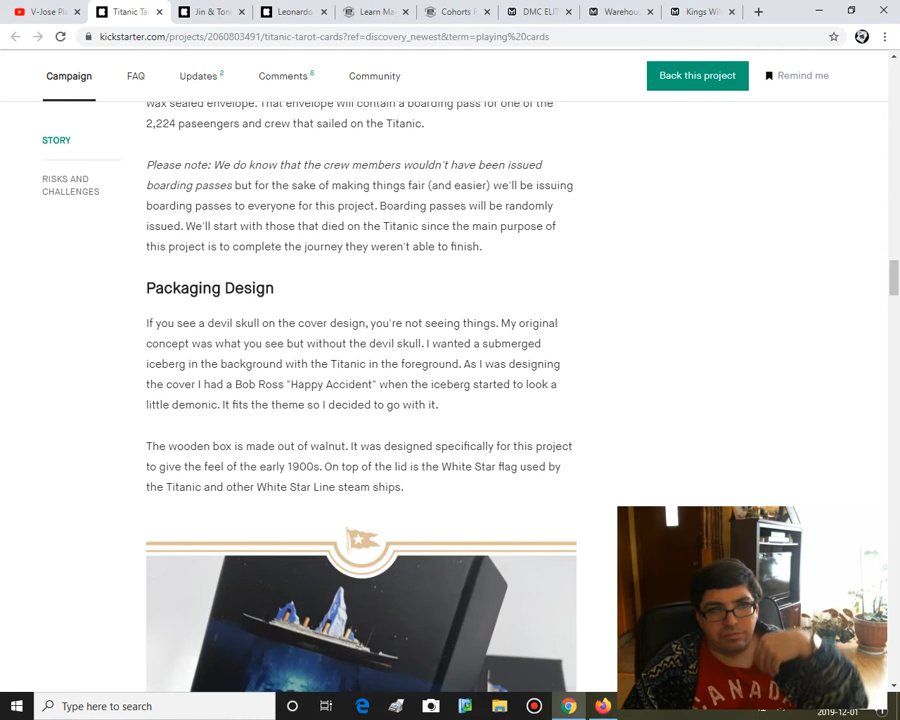 V-Jose Pl
Titanic Ta
Jin & Ton
Leonardo
Learn Ma
Cohorts
DMC ELIT
Warehou
Kings Wil
kickstarter.com/projects/2060803491/titanic-tarot-cards?ref=discovery_newest&term=playing%20cards
Campaign FAQ Updates 2 Comments 8 Community Back this project Remind me
wax sealed envelope. That envelope will contain a boarding pass for one of the
2,224 paseengers and crew that sailed on the Titanic.
STORY
RISKS AND
CHALLENGES
Please note: We do know that the crew members wouldn't have been issued
boarding passes but for the sake of making things fair (and easier) we'll be issuing
boarding passes to everyone for this project. Boarding passes will be randomly
issued. We'll start with those that died on the Titanic since the main purpose of
this project is to complete the journey they weren't able to finish.
Packaging Design
If you see a devil skull on the cover design, you're not seeing things. My original
concept was what you see but without the devil skull. I wanted a submerged
iceberg in the background with the Titanic in the foreground. As I was designing
the cover I had a Bob Ross "Happy Accident" when the iceberg started to look a
little demonic. It fits the theme so I decided to go with it.
The wooden box is made out of walnut. It was designed specifically for this project
to give the feel of the early 1900s. On top of the lid is the White Star flag used by
the Titanic and other White Star Line steam ships.
CANADA
Type here to search
2019-12-01